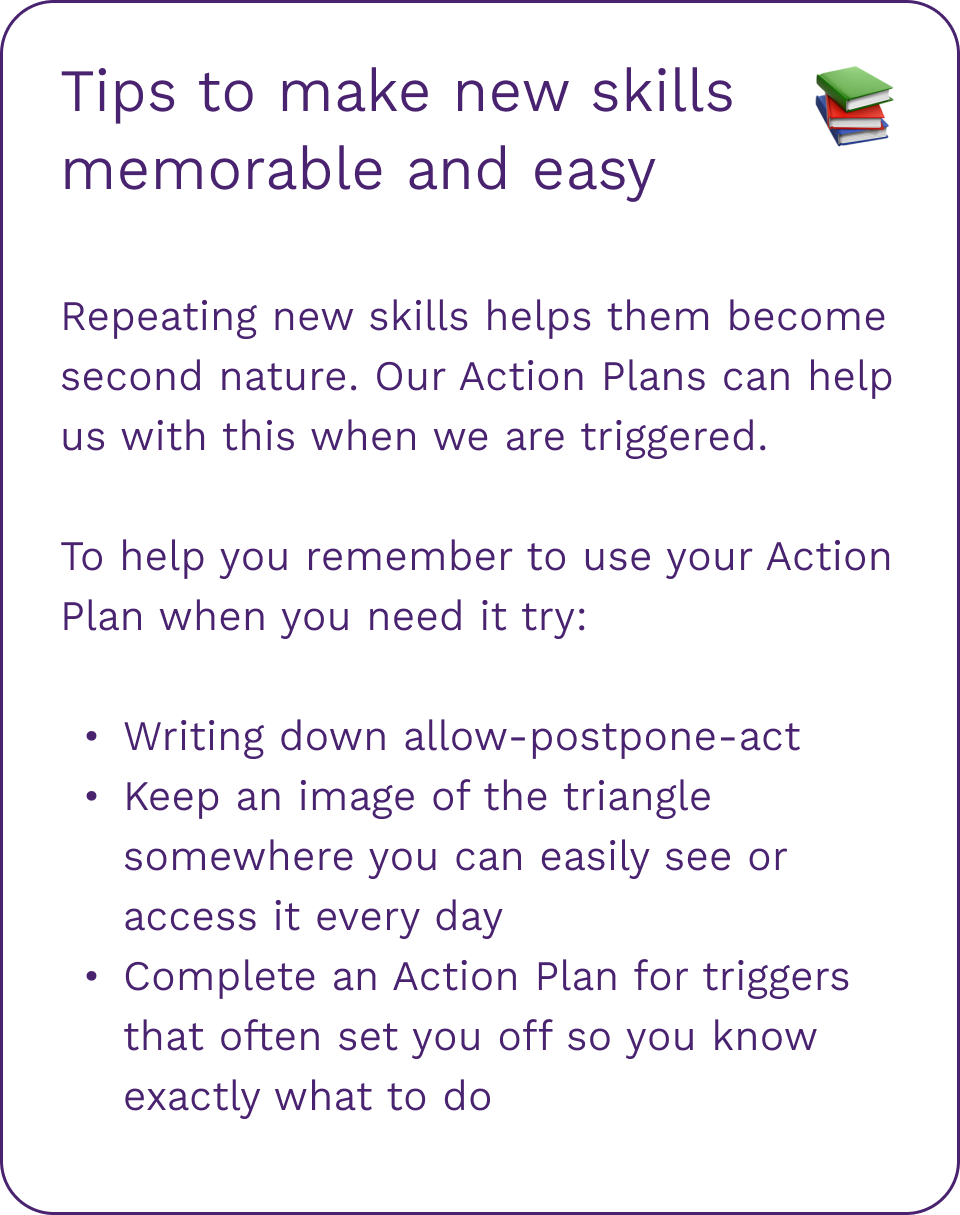 Tips to make new skills
memorable and easy
Repeating new skills helps them become
second nature. Our Action Plans can help
us with this when we are triggered.
To help you remember to use your Action
Plan when you need it try:
• Writing down allow-postpone-act
• Keep an image of the triangle
somewhere you can easily see or
access it every day
• Complete an Action Plan for triggers
that often set you off so you know
exactly what to do